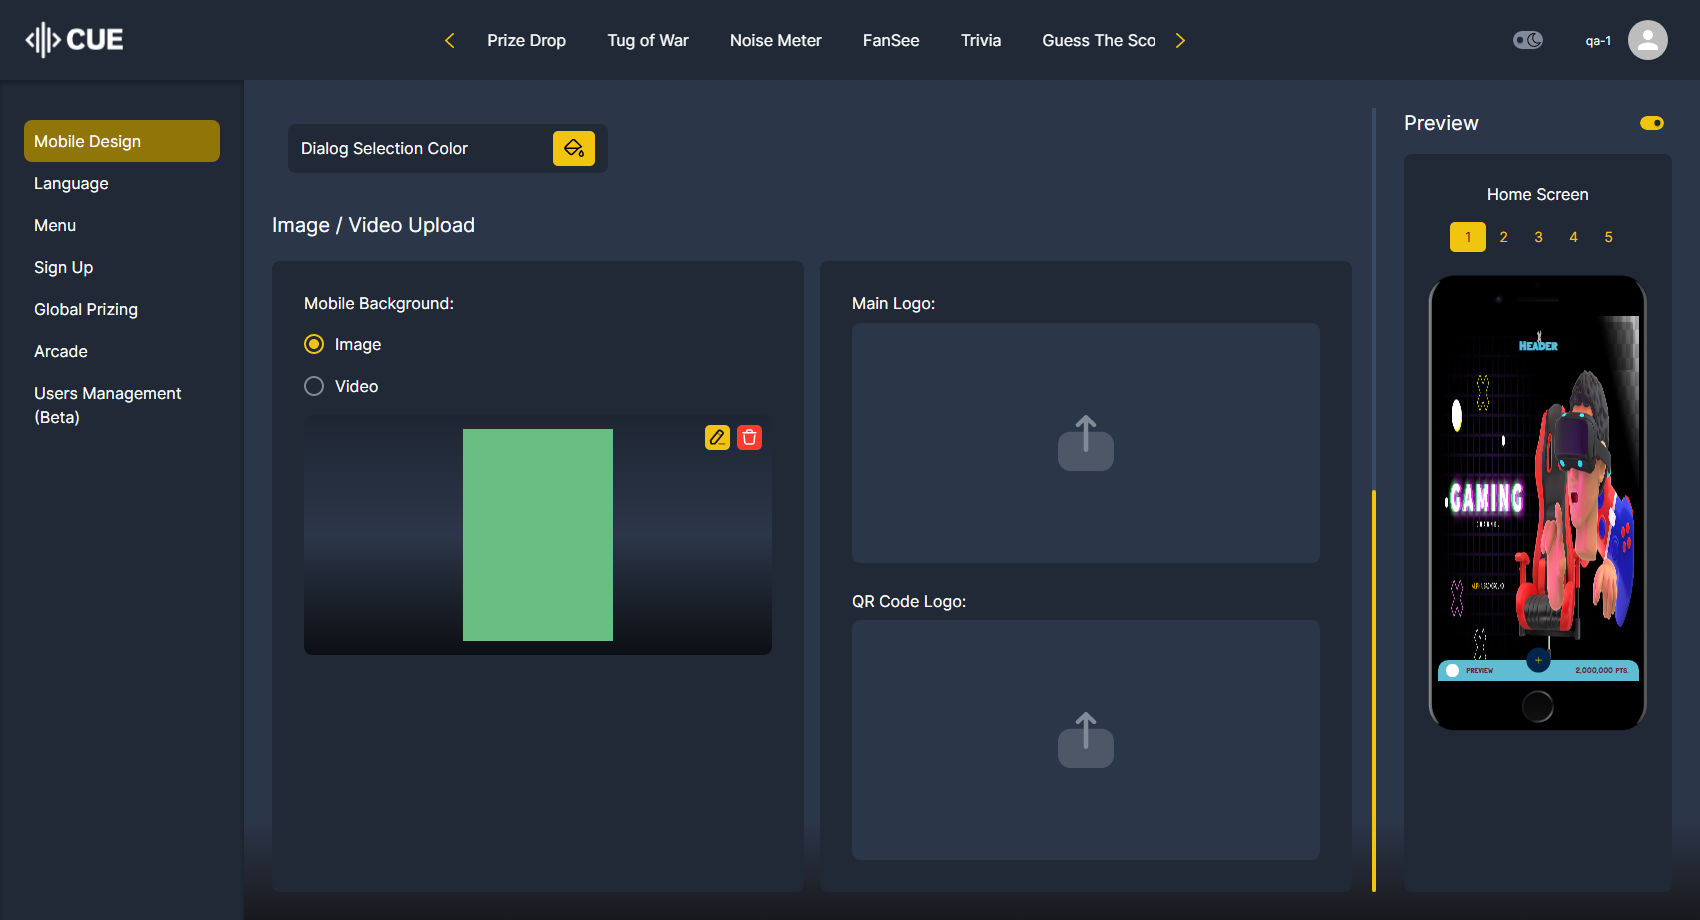 CUE
Prize Drop
Tug of War
Noise Meter
FanSee
Trivia
Guess The Sco
qa-1
Mobile Design
Language
Menu
Sign Up
Global Prizing
Arcade
Users Management
(Beta)
Dialog Selection Color
Image / Video Upload
Mobile Background:
Image
Video
Main Logo:
QR Code Logo:
Preview
Home Screen
1 2 3 4 5
HEADER
GAMING
PREVIEW
+
2,000,000 PTS